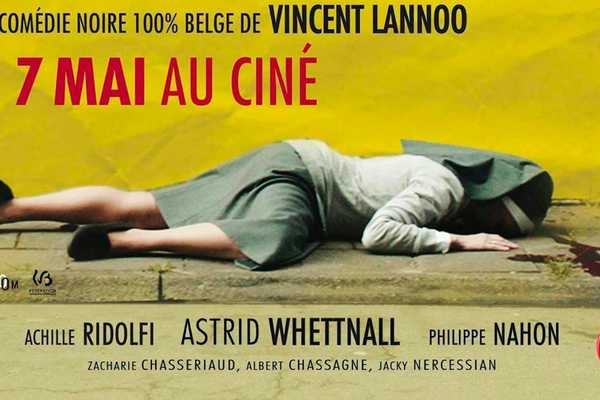 COMÉDIE NOIRE 100% BELGE DE VINCENT LANNOO
7 MAI AU CINÉ
ACHILLE RIDOLFI ASTRID WHETTNALL PHILIPPE NAHON
ZACHARIE CHASSERIAUD, ALBERT CHASSAGNE, JACKY NERCESSIAN